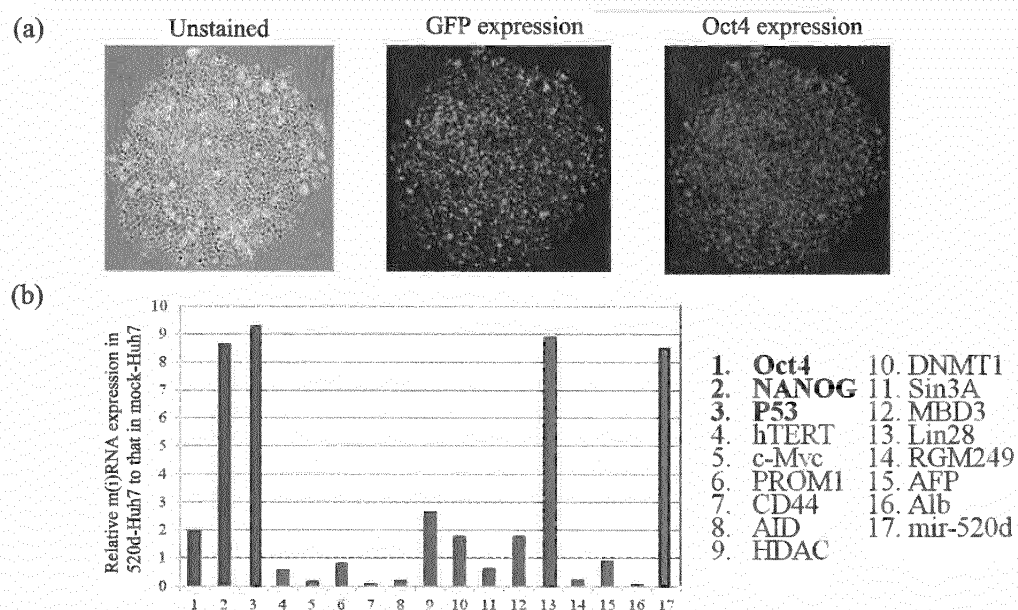 (a)
Unstained
GFP expression
Oct4 expression
(b)
Relative m(i)RNA expression in
520d-Huh7 to that in mock-Huh7
10
9
8
7
6
5
4
3
2
1
0
1 2 3 4 5 6 7 8 9 10 11 12 13 14 15 16 17
1. Oct4
2. NANOG
3. P53
4. hTERT
5. c-Myc
6. PROM1
7. CD44
8. AID
9. HDAC
10. DNMT1
11. Sin3A
12. MBD3
13. Lin28
14. RGM249
15. AFP
16. Alb
17. mir-520d